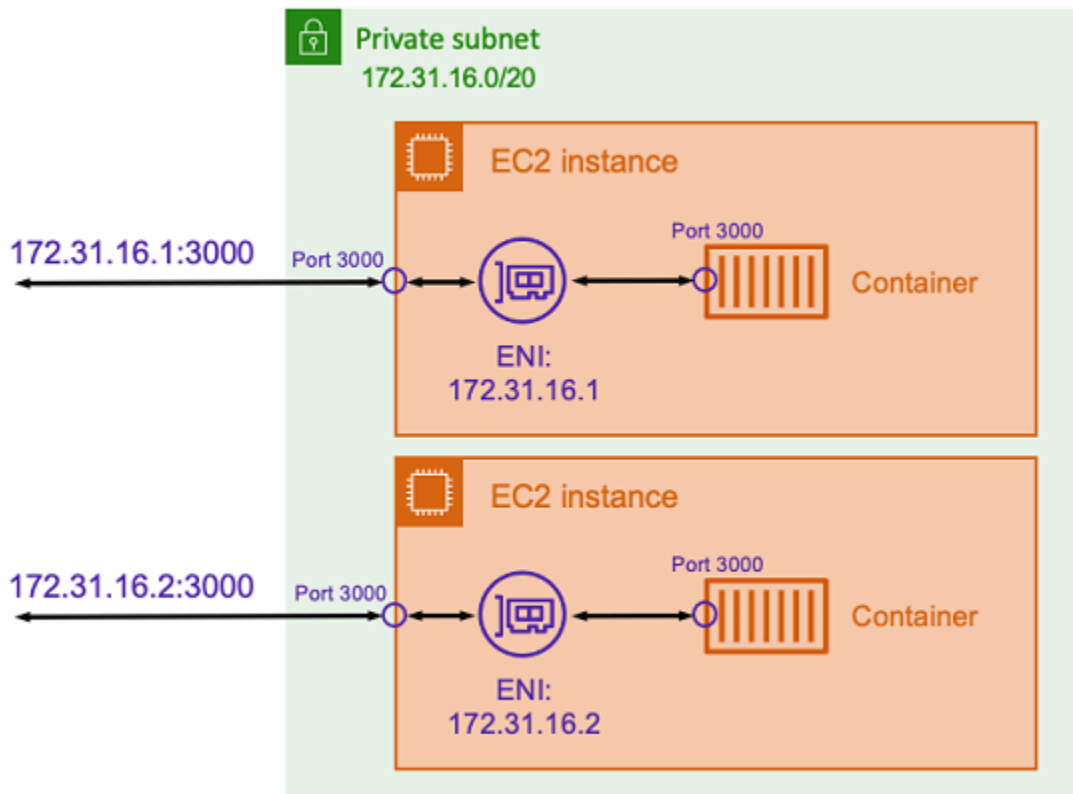 Private subnet
172.31.16.0/20
EC2 instance
172.31.16.1:3000
Port 3000
Port 3000
Container
ENI:
172.31.16.1
EC2 instance
172.31.16.2:3000
Port 3000
Port 3000
Container
ENI:
172.31.16.2